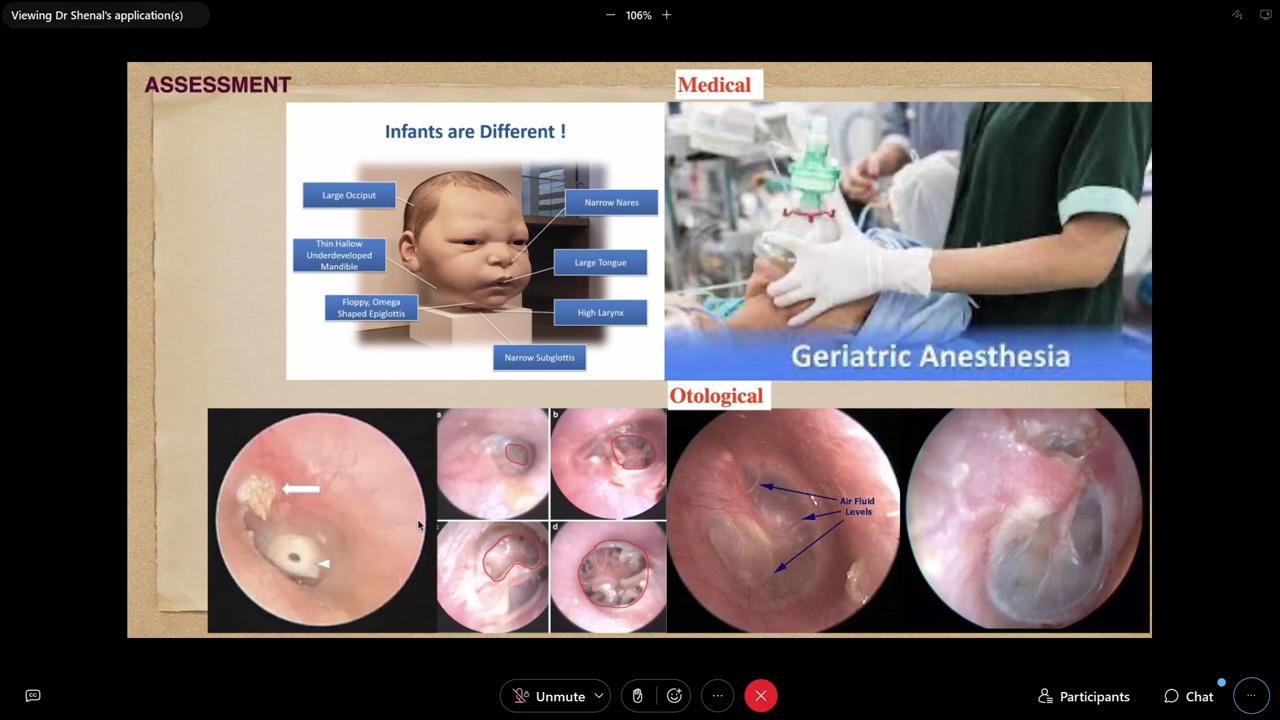 Viewing Dr Shenal's application(s)
106%
ASSESSMENT
Medical
Infants are Different !
Large Occiput
Narrow Nares
Thin Hallow
Underdeveloped
Mandible
Large Tongue
Floppy, Omega
Shaped Epiglottis
High Larynx
Narrow Subglottis
Geriatric Anesthesia
Otological
a
b
Air Fluid
Levels
d
CC
Unmute
Participants
Chat